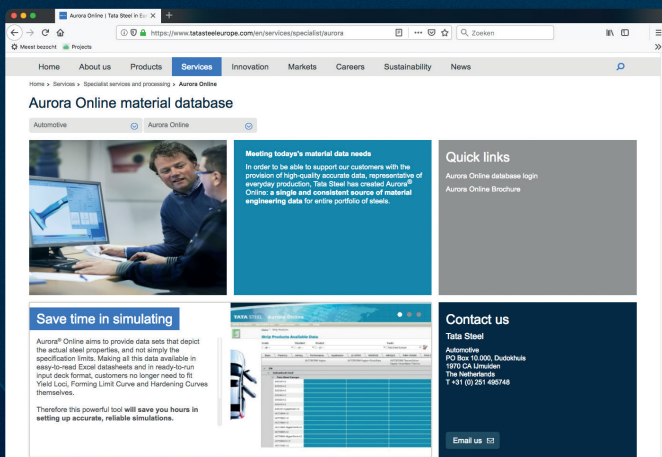 Aurora Online | Tata Steel in Eur
https://www.tatasteeleurope.com/en/services/specialist/aurora
Zoeken
Meest bezocht Projects
Home About us Products Services Innovation Markets Careers Sustainability News
Home > Services > Specialist services and processing > Aurora Online
Aurora Online material database
Automotive Aurora Online
Meeting todays's material data needs
In order to be able to support our customers with the
provision of high-quality accurate data, representative of
everyday production, Tata Steel has created Aurora®
Online: a single and consistent source of material
engineering data for entire portfolio of steels.
Quick links
Aurora Online database login
Aurora Online Brochure
Save time in simulating
Aurora® Online aims to provide data sets that depict
the actual steel properties, and not simply the
specification limits. Making all this data available in
easy-to-read Excel datasheets and in ready-to-run
input deck format, customers no longer need to fit
Yield Loci, Forming Limit Curve and Hardening Curves
themselves.
Therefore this powerful tool will save you hours in
setting up accurate, reliable simulations.
TATA STEEL Aurora Online
Strip Products Available Data
Contact us
Tata Steel
Automotive
PO Box 10.000, Dudokhuis
1970 CA IJmuiden
The Netherlands
T +31 (0) 251 495748
Email us